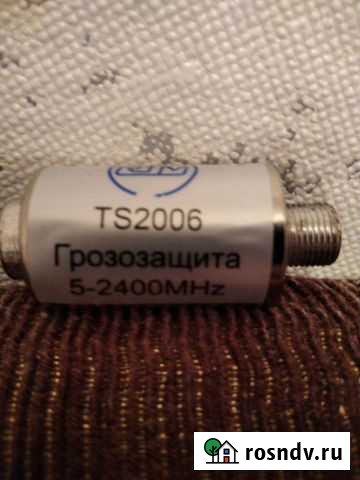 TS2006
Грозозащита
5-2400MHz
rosndv.ru